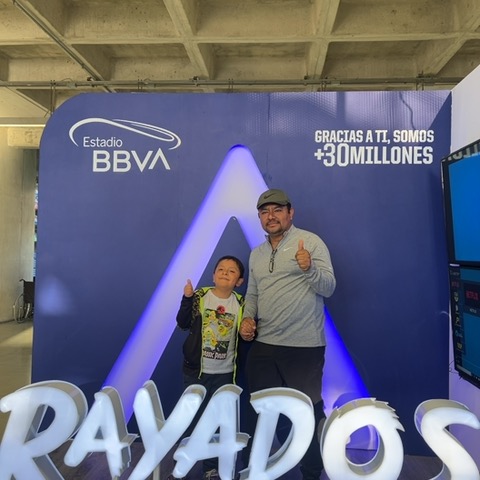 Estadio
BBVA
GRACIAS A TI, SOMOS
+30MILLONES
RAYADOS